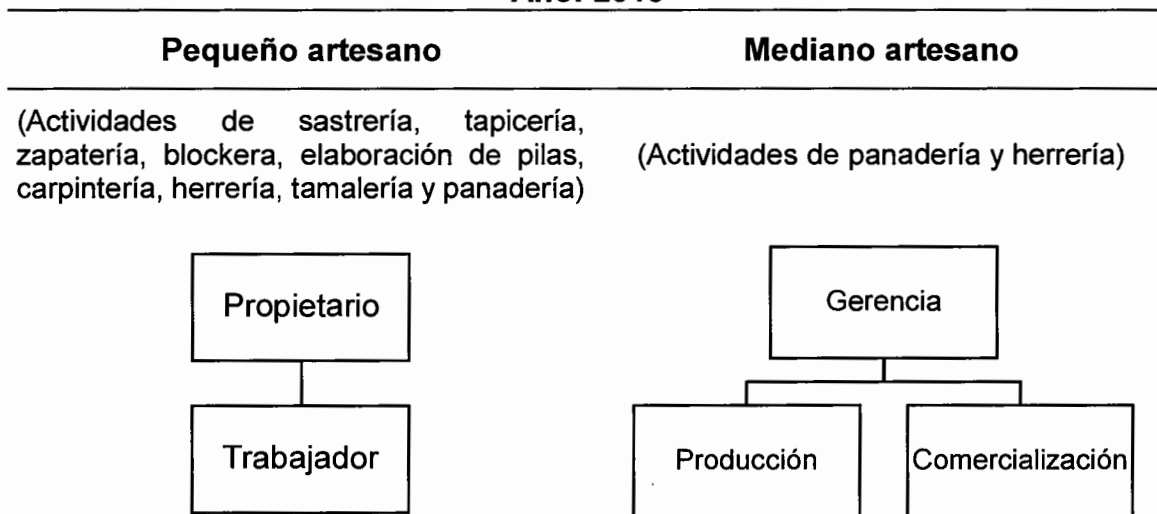 Pequeño artesano
Mediano artesano
(Actividades de sastrería, tapicería,
zapatería, blockera, elaboración de pilas,
carpintería, herrería, tamalería y panadería)
(Actividades de panadería y herrería)
Propietario
Trabajador
Gerencia
Producción
Comercialización